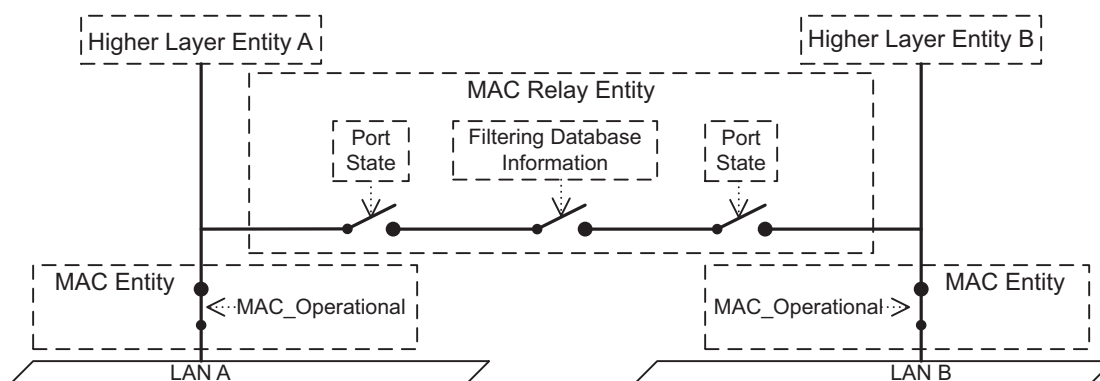 Higher Layer Entity A
Higher Layer Entity B
MAC Relay Entity
Port
State
Filtering Database
Information
Port
State
MAC Entity
MAC_Operational
MAC Entity
MAC_Operational
LAN A
LAN B